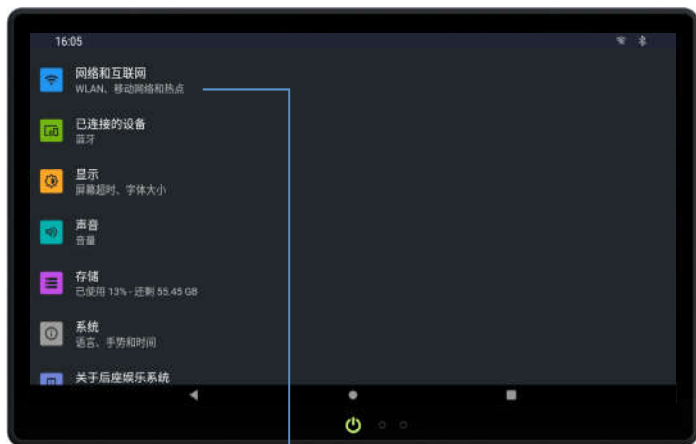 16:05
网络和互联网
WLAN、移动网络和热点
已连接的设备
蓝牙
显示
屏幕超时、字体大小
声音
音量
存储
已使用 13% - 还剩 55.45 GB
系统
语言、手势和时间
关于后座娱乐系统